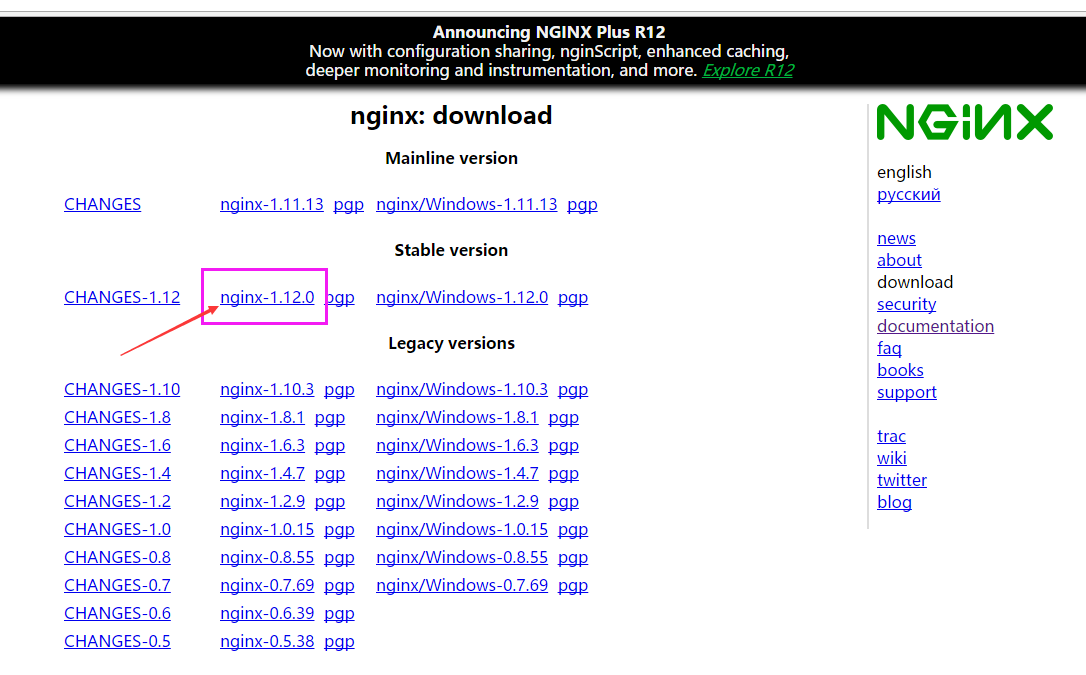 Announcing NGINX Plus R12
Now with configuration sharing, nginScript, enhanced caching,
deeper monitoring and instrumentation, and more. Explore R12
nginx: download
Mainline version
CHANGES nginx-1.11.13 pgp nginx/Windows-1.11.13 pgp
Stable version
CHANGES-1.12 nginx-1.12.0 pgp nginx/Windows-1.12.0 pgp
Legacy versions
CHANGES-1.10 nginx-1.10.3 pgp nginx/Windows-1.10.3 pgp
CHANGES-1.8 nginx-1.8.1 pgp nginx/Windows-1.8.1 pgp
CHANGES-1.6 nginx-1.6.3 pgp nginx/Windows-1.6.3 pgp
CHANGES-1.4 nginx-1.4.7 pgp nginx/Windows-1.4.7 pgp
CHANGES-1.2 nginx-1.2.9 pgp nginx/Windows-1.2.9 pgp
CHANGES-1.0 nginx-1.0.15 pgp nginx/Windows-1.0.15 pgp
CHANGES-0.8 nginx-0.8.55 pgp nginx/Windows-0.8.55 pgp
CHANGES-0.7 nginx-0.7.69 pgp nginx/Windows-0.7.69 pgp
CHANGES-0.6 nginx-0.6.39 pgp
CHANGES-0.5 nginx-0.5.38 pgp
NGINX
english
русский
news
about
download
security
documentation
faq
books
support
trac
wiki
twitter
blog